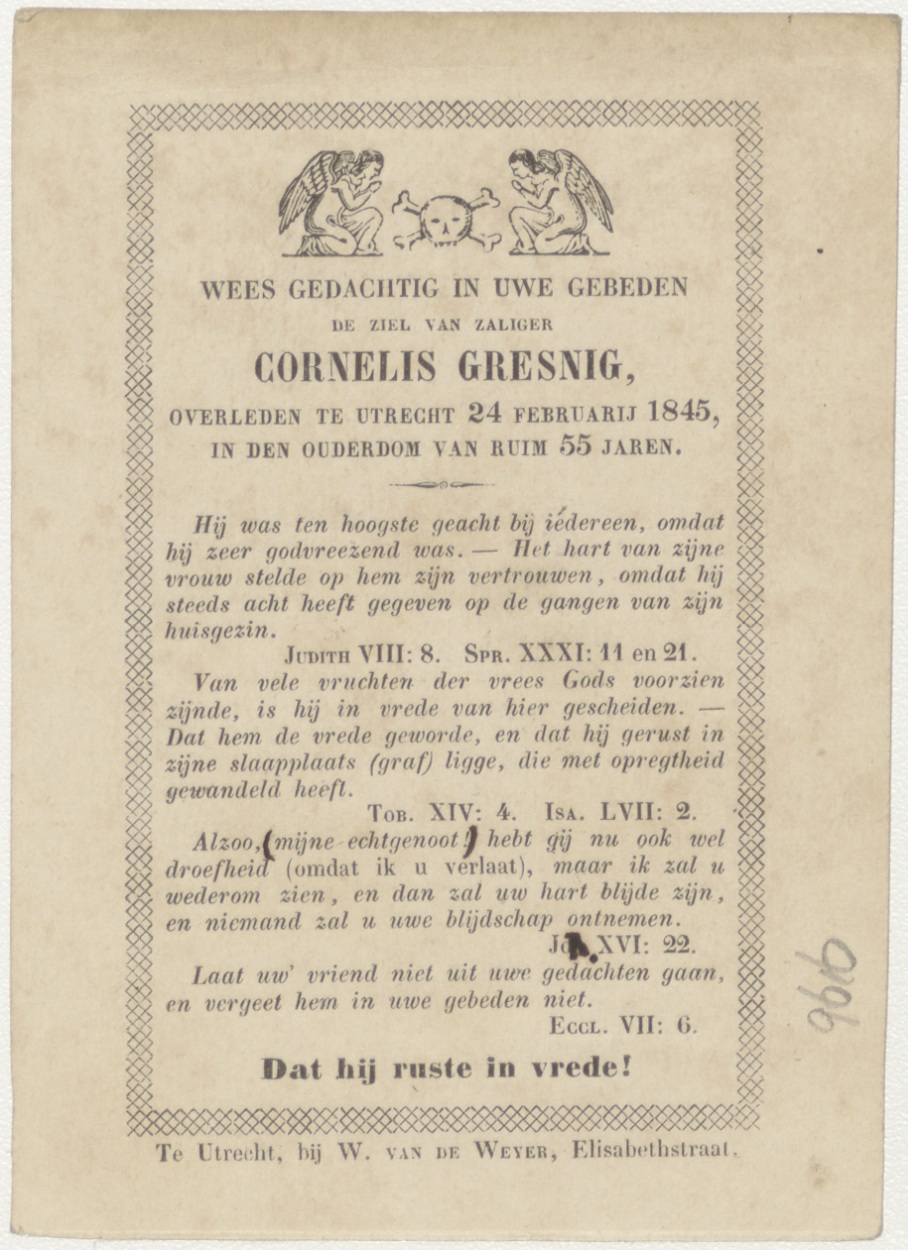 WEES GEDACHTIG IN UWE GEBEDEN
DE ZIEL VAN ZALIGER
CORNELIS GRESNIG,
OVERLEDEN TE UTRECHT 24 FEBRUARIJ 1845,
IN DEN OUDERDOM VAN RUIM 55 JAREN.
Hij was ten hoogste geacht bij iédereen, omdat
hij zeer godvreezend was. — Het hart van zijne
vrouw stelde op hem zijn vertrouwen, omdat hij
steeds acht heeft gegeven op de gangen van zijn
huisgezin.
JUDITH VIII: 8. SPR. XXXI: 11 en 21.
Van vele vruchten der vrees Gods voorzien
zijnde, is hij in vrede van hier gescheiden. —
Dat hem de vrede geworde, en dat hij gerust in
zijne slaapplaats (graf) ligge, die met opregtheid
gewandeld heeft.
TOB. XIV: 4. ISA. LVII: 2.
Alzoo, (mijne echtgenoot!) hebt gij nu ook wel
droefheid (omdat ik u verlaat), maar ik zal u
wederom zien, en dan zal uw hart blijde zijn,
en niemand zal u uwe blijdschap ontnemen.
Joh. XVI: 22.
Laat uw' vriend niet uit uwe gedachten gaan,
en vergeet hem in uwe gebeden niet.
ECCL. VII: 6.
Dat hij ruste in vrede!
Te Utrecht, bij W. VAN DE WEYER, Elisabethstraat.